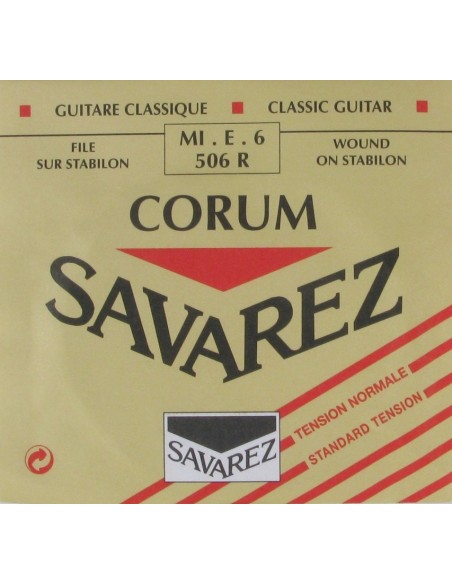 GUITARE CLASSIQUE CLASSIC GUITAR
FILE
SUR STABILON
MI . E . 6
506 R
WOUND
ON STABILON
CORUM
SAVAREZ
TENSION NORMALE
STANDARD TENSION
SAVAREZ